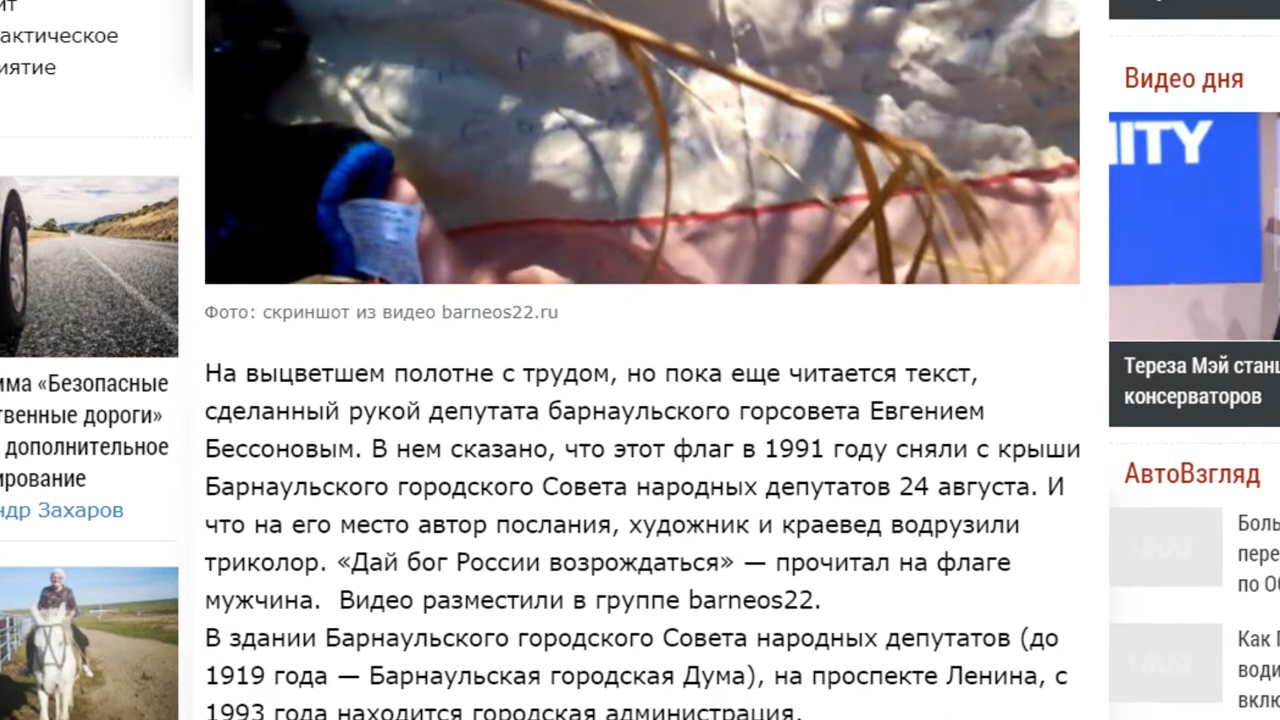 актическое
иятие
Фото: скриншот из видео barneos22.ru
На выцветшем полотне с трудом, но пока еще читается текст,
сделанный рукой депутата барнаульского горсовета Евгением
Бессоновым. В нем сказано, что этот флаг в 1991 году сняли с крыши
Барнаульского городского Совета народных депутатов 24 августа. И
что на его место автор послания, художник и краевед водрузили
триколор. «Дай бог России возрождаться» — прочитал на флаге
мужчина. Видео разместили в группе barneos22.
В здании Барнаульского городского Совета народных депутатов (до
1919 года — Барнаульская городская Дума), на проспекте Ленина, с
1993 года находится городская администрация.
мма «Безопасные
твенные дороги»
дополнительное
ирование
ндр Захаров
Видео дня
NITY
Тереза Мэй стан
консерваторов
АвтоВзгляд
Боль
пере
по О
Как
води
вклю